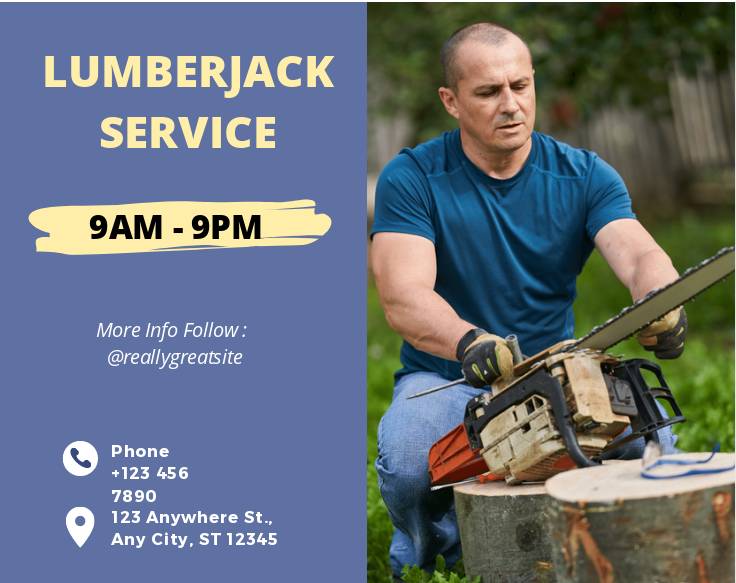 LUMBERJACK
SERVICE
9AM - 9PM
More Info Follow :
@reallygreatsite
Phone
+123 456
7890
123 Anywhere St.,
Any City, ST 12345